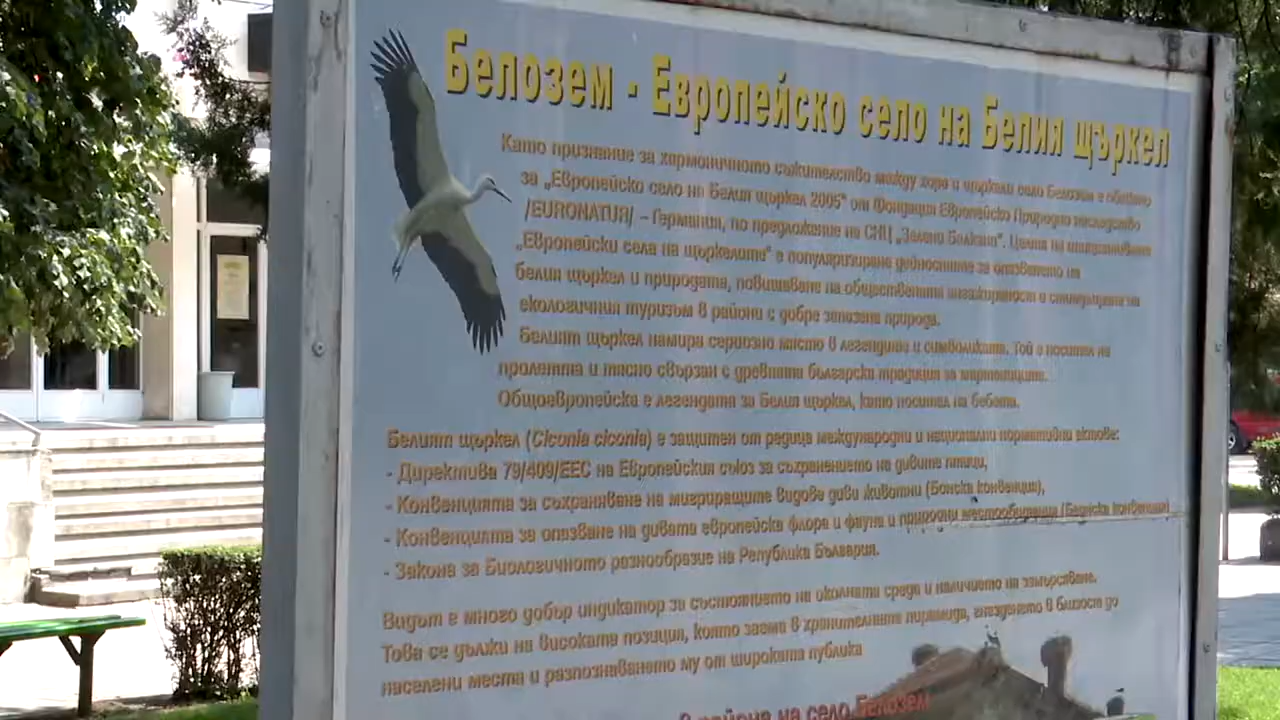 Белозем - Европейско село на Белия щъркел
Като признание за хармоничното съжителство между хора и щъркели село Белозем е обявено
за „Европейско село на Белия щъркел 2005" от Фондация Европейско Природно наследство
/EURONATUR/ – Германия, по предложение на СНЦ „Зелени Балкани". Целта на инициативата
„Европейски села на щъркелите" е популяризиране дейностите за опазването на
белия щъркел и природата, повишаване на обществената ангажираност и стимулиране на
екологичния туризъм в райони с добре запазена природа.
Белият щъркел намира сериозно място в легендите и символиката. Той е носител на
пролетта и тясно свързан с древната българска традиция за мартениците.
Общоевропейска е легендата за Белия щъркел, като носител на бебета.
Белият щъркел (Ciconia ciconia) е защитен от редица международни и национални нормативни актове:
- Директива 79/409/ЕЕС на Европейския съюз за съхранението на дивите птици,
- Конвенцията за съхраняване на мигриращите видове диви животни (Бонска конвенция),
- Конвенцията за опазване на дивата европейска флора и фауна и природни местообитания (Бернска конвенция)
- Закона за Биологичното разнообразие на Република България.
Видът е много добър индикатор за състоянието на околната среда и наличието на замърсяване.
Това се дължи на високата позиция, която заема в хранителната пирамида, гнезденето в близост до
населени места и разпознаването му от широката публика
в района на село Белозем